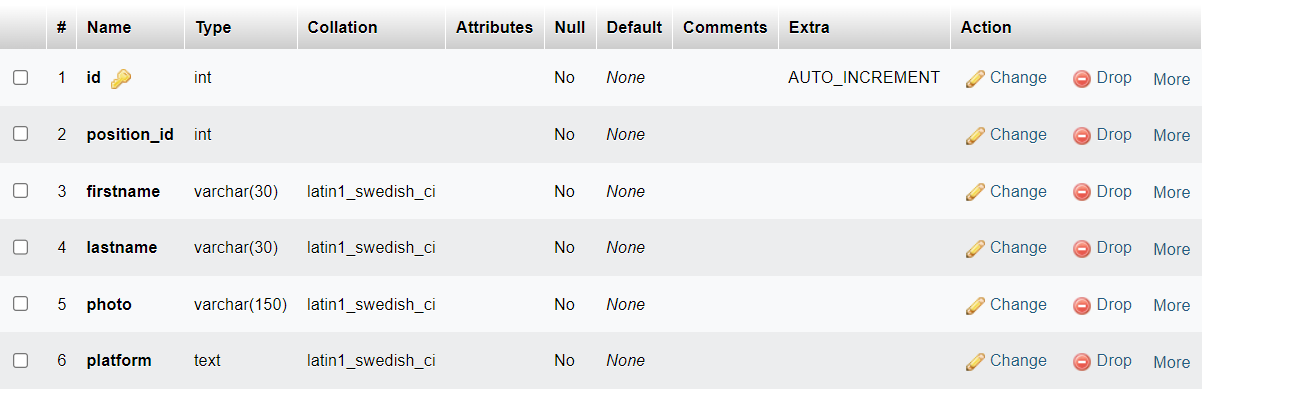 # Name Type Collation Attributes Null Default Comments Extra Action
1 id int No None AUTO_INCREMENT Change Drop More
2 position_id int No None Change Drop More
3 firstname varchar(30) latin1_swedish_ci No None Change Drop More
4 lastname varchar(30) latin1_swedish_ci No None Change Drop More
5 photo varchar(150) latin1_swedish_ci No None Change Drop More
6 platform text latin1_swedish_ci No None Change Drop More